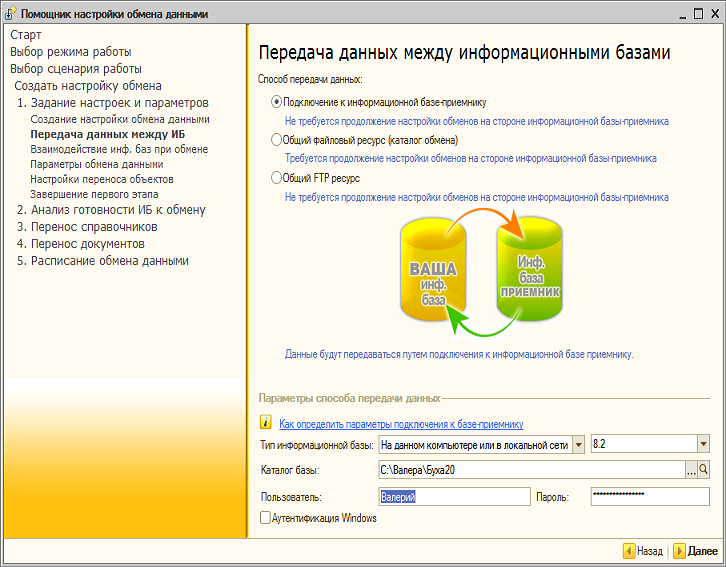 Помощник настройки обмена данными
Старт
Выбор режима работы
Выбор сценария работы
Создать настройку обмена
1. Задание настроек и параметров
Создание настройки обмена данными
Передача данных между ИБ
Взаимодействие инф. баз при обмене
Параметры обмена данными
Настройки переноса объектов
Завершение первого этапа
2. Анализ готовности ИБ к обмену
3. Перенос справочников
4. Перенос документов
5. Расписание обмена данными
Передача данных между информационными базами
Способ передачи данных:
Подключение к информационной базе-приемнику
Не требуется продолжение настройки обменов на стороне информационной базы-приемника
Общий файловый ресурс (каталог обмена)
Требуется продолжение настройки обменов на стороне информационной базы-приемника
Общий FTP ресурс
Не требуется продолжение настройки обменов на стороне информационной базы-приемника
ВАША
инф.
база
Инф.
база
ПРИЕМНИК
Данные будут передаваться путем подключения к информационной базе приемнику.
Параметры способа передачи данных
i Как определить параметры подключения к базе-приемнику
Тип информационной базы: На данном компьютере или в локальной сети 8.2
Каталог базы: C:\Валера\Буха20 ...
Пользователь: Валерий Пароль: ****************
Аутентификация Windows
Назад Далее